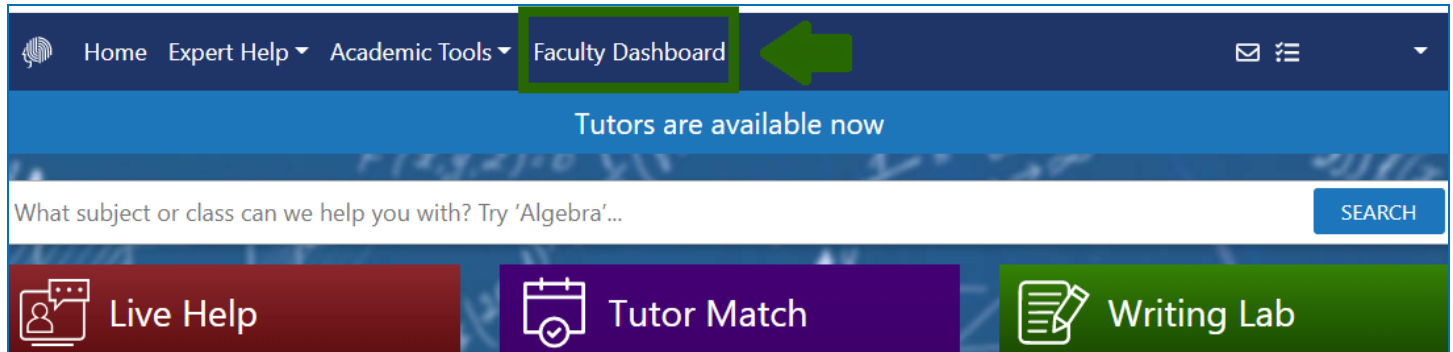 Home Expert Help Academic Tools Faculty Dashboard
Tutors are available now
What subject or class can we help you with? Try 'Algebra'...
SEARCH
Live Help
Tutor Match
Writing Lab